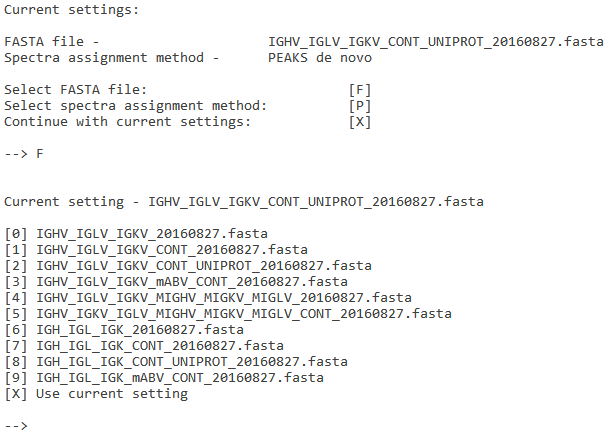 Current settings:
FASTA file - IGHV_IGLV_IGKV_CONT_UNIPROT_20160827.fasta
Spectra assignment method - PEAKS de novo
Select FASTA file: [F]
Select spectra assignment method: [P]
Continue with current settings: [X]
--> F
Current setting - IGHV_IGLV_IGKV_CONT_UNIPROT_20160827.fasta
[0] IGHV_IGLV_IGKV_20160827.fasta
[1] IGHV_IGLV_IGKV_CONT_20160827.fasta
[2] IGHV_IGLV_IGKV_CONT_UNIPROT_20160827.fasta
[3] IGHV_IGLV_IGKV_mABV_CONT_20160827.fasta
[4] IGHV_IGKV_IGLV_MIGHV_MIGKV_MIGLV_20160827.fasta
[5] IGHV_IGKV_IGLV_MIGHV_MIGKV_MIGLV_CONT_20160827.fasta
[6] IGH_IGL_IGK_20160827.fasta
[7] IGH_IGL_IGK_CONT_20160827.fasta
[8] IGH_IGL_IGK_CONT_UNIPROT_20160827.fasta
[9] IGH_IGL_IGK_mABV_CONT_20160827.fasta
[X] Use current setting
-->